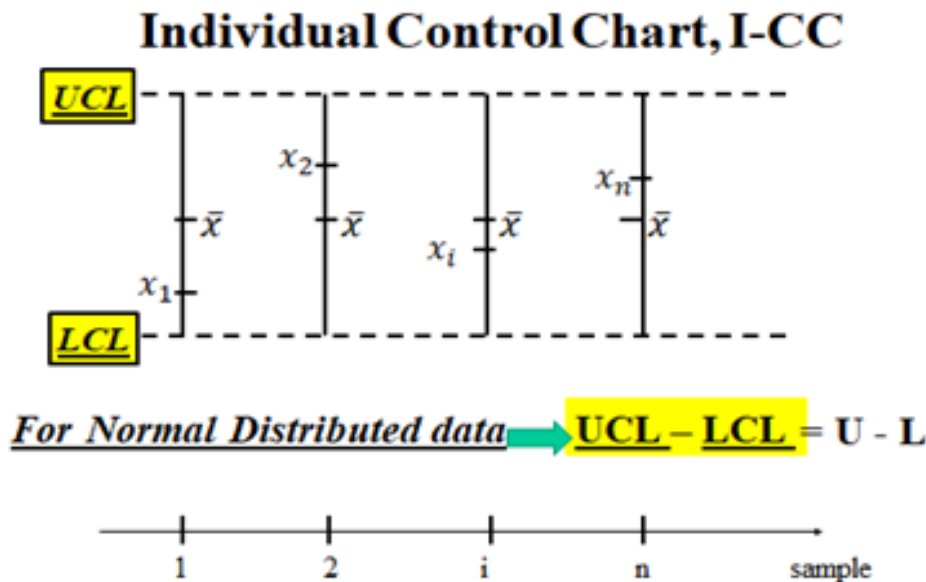 Individual Control Chart, I-CC
UCL
x₂
xₙ
x̄ x̄ x̄ x̄
xᵢ
x₁
LCL
For Normal Distributed data UCL – LCL = U - L
1 2 i n sample